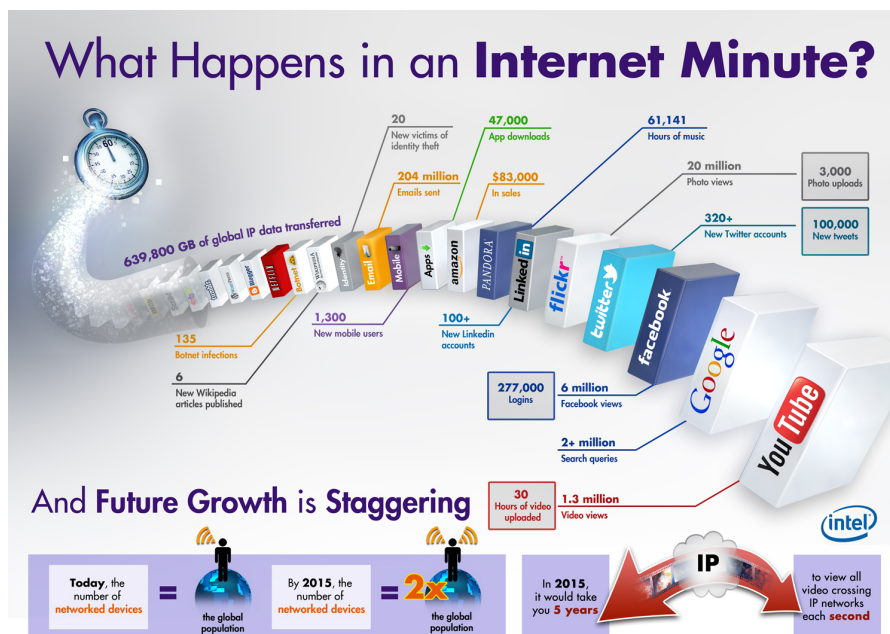 What Happens in an Internet Minute?
60
20
New victims of
identity theft
47,000
App downloads
61,141
Hours of music
204 million
Emails sent
$83,000
In sales
20 million
Photo views
3,000
Photo uploads
320+
New Twitter accounts
100,000
New tweets
639,800 GB of global IP data transferred
Blogger
NETFLIX
Botnet
WIKIPEDIA
Identity
Email
Mobile
Apps
amazon
PANDORA
Linked in
flickr
twitter
facebook
Google
You Tube
135
Botnet infections
6
New Wikipedia
articles published
1,300
New mobile users
100+
New Linkedin
accounts
277,000
Logins
6 million
Facebook views
2+ million
Search queries
30
Hours of video
uploaded
1.3 million
Video views
And Future Growth is Staggering
intel
Today, the
number of
networked devices
=
the global
population
By 2015, the
number of
networked devices
=
2x
the global
population
In 2015,
it would take
you 5 years
IP
to view all
video crossing
IP networks
each second